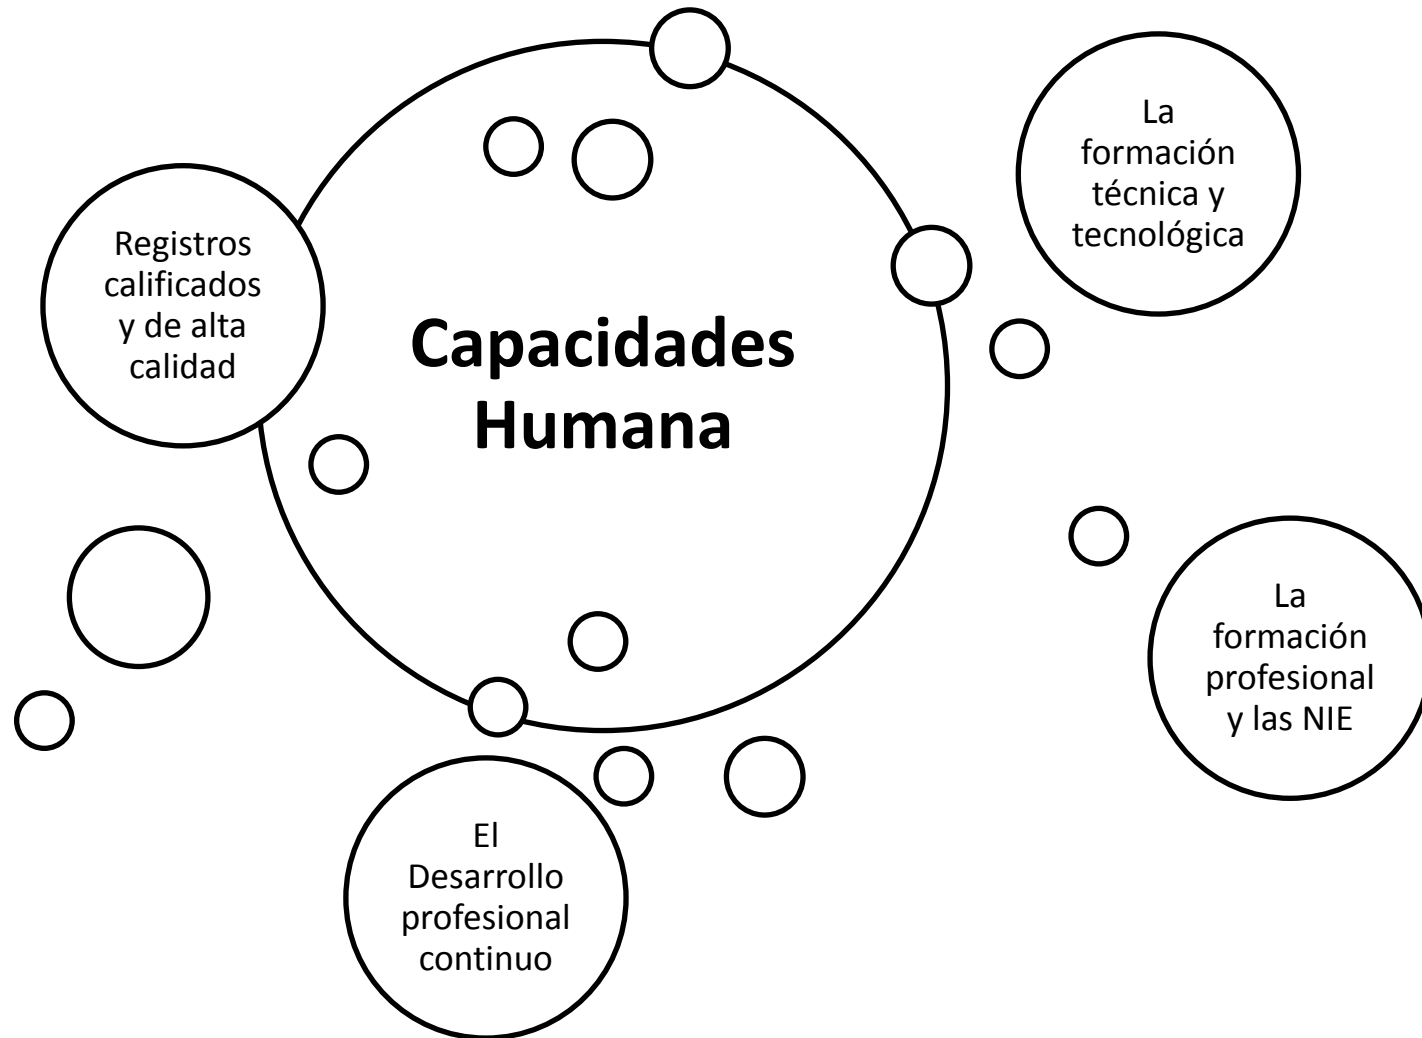 La
formación
técnica y
tecnológica
Registros
calificados
y de alta
calidad
Capacidades
Humana
La
formación
profesional
y las NIE
El
Desarrollo
profesional
continuo